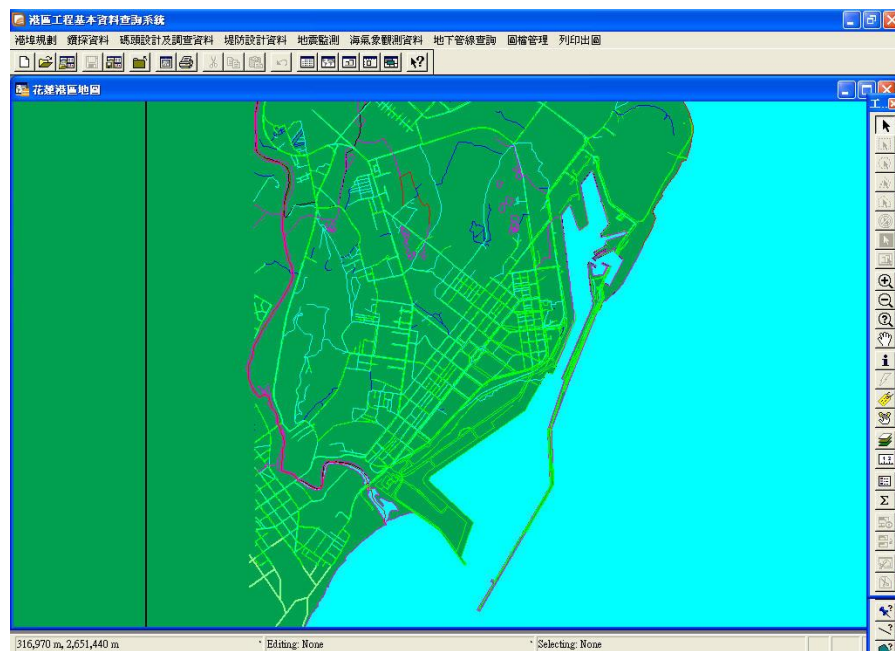 港區工程基本資料查詢系統
港埠規劃 鑽探資料 碼頭設計及調查資料 堤防設計資料 地震監測 海氣象觀測資料 地下管線查詢 圖檔管理 列印出圖
花蓮港區地圖
工...
316,970 m, 2,651,440 m Editing: None Selecting: None